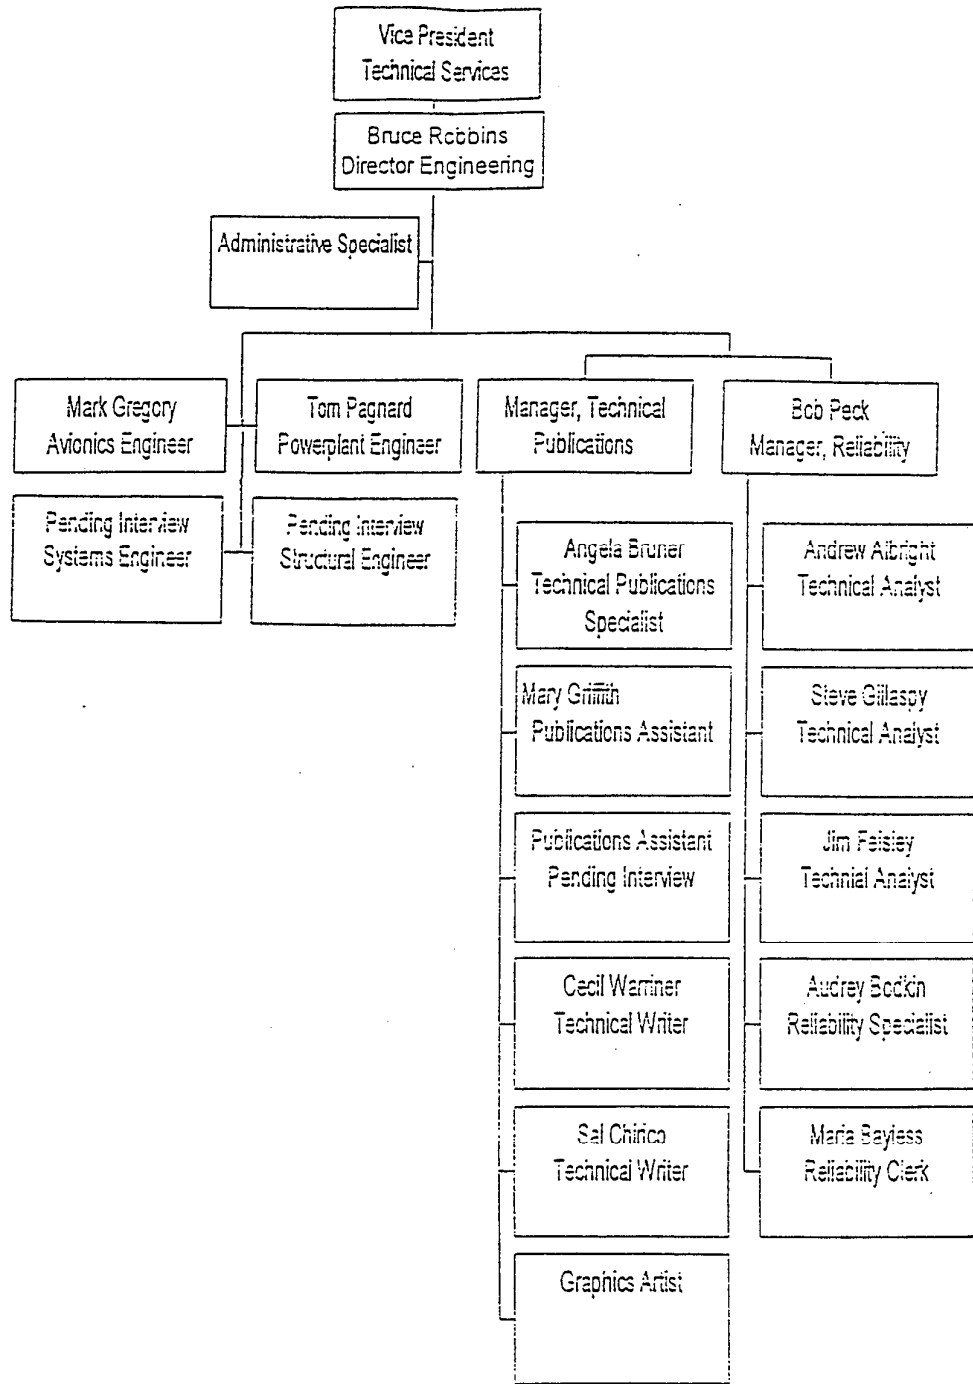 Vice President
Technical Services
Bruce Robbins
Director Engineering
Administrative Specialist
Mark Gregory
Avionics Engineer
Tom Pagnard
Powerplant Engineer
Manager, Technical
Publications
Bob Peck
Manager, Reliability
Pending Interview
Systems Engineer
Pending Interview
Structural Engineer
Angela Bruner
Technical Publications
Specialist
Mary Griffith
Publications Assistant
Publications Assistant
Pending Interview
Cecil Warriner
Technical Writer
Sal Chirico
Technical Writer
Graphics Artist
Andrew Albright
Technical Analyst
Steve Gillaspy
Technical Analyst
Jim Feisley
Technial Analyst
Audrey Bodkin
Reliability Specialist
Maria Bayless
Reliability Clerk